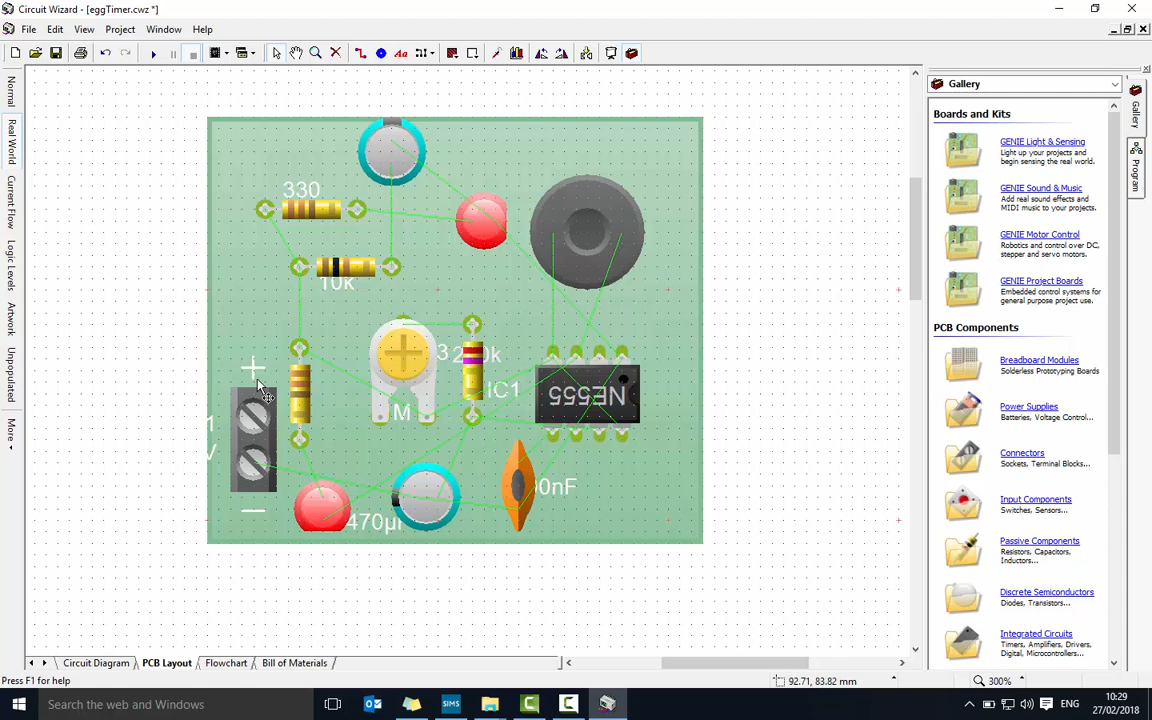 Circuit Wizard - [eggTimer.cwz *]
File Edit View Project Window Help
Aa
Normal
Real World
Current Flow
Logic Levels
Artwork
Unpopulated
More
330
10k
+
M
IC1
NE555
470µ
Gallery
Boards and Kits
GENIE Light & Sensing
Light up your projects and
begin sensing the real world.
GENIE Sound & Music
Add real sound effects and
MIDI music to your projects.
GENIE Motor Control
Robotics and control over DC,
stepper and servo motors.
GENIE Project Boards
Embedded control systems for
general purpose project use.
PCB Components
Breadboard Modules
Solderless Prototyping Boards
Power Supplies
Batteries, Voltage Control...
Connectors
Sockets, Terminal Blocks...
Input Components
Switches, Sensors...
Passive Components
Resistors, Capacitors,
Inductors...
Discrete Semiconductors
Diodes, Transistors...
Integrated Circuits
Timers, Amplifiers, Drivers,
Digital, Microcontrollers...
Gallery
Program
Circuit Diagram PCB Layout Flowchart Bill of Materials
Press F1 for help
92.71, 83.82 mm
300%
Search the web and Windows
SIMS
ENG
10:29
27/02/2018